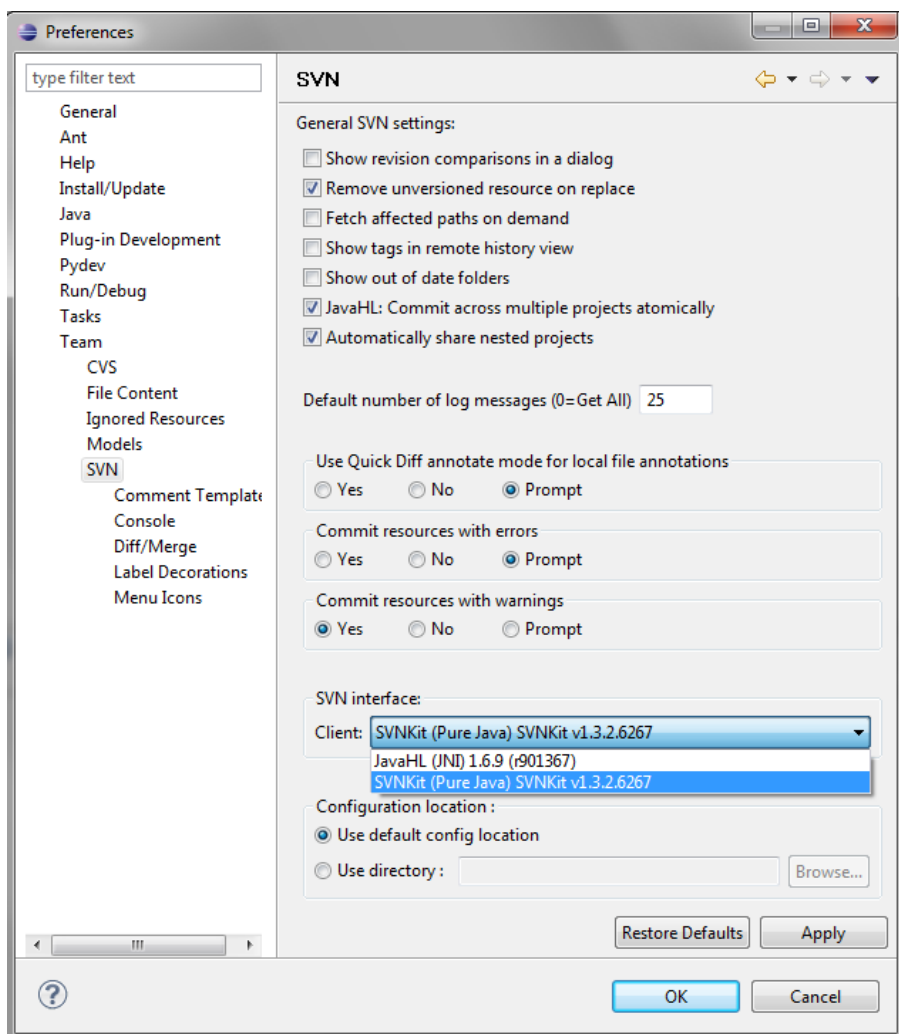 Preferences
type filter text
General
Ant
Help
Install/Update
Java
Plug-in Development
Pydev
Run/Debug
Tasks
Team
CVS
File Content
Ignored Resources
Models
SVN
Comment Template
Console
Diff/Merge
Label Decorations
Menu Icons
SVN
General SVN settings:
Show revision comparisons in a dialog
Remove unversioned resource on replace
Fetch affected paths on demand
Show tags in remote history view
Show out of date folders
JavaHL: Commit across multiple projects atomically
Automatically share nested projects
Default number of log messages (0=Get All) 25
Use Quick Diff annotate mode for local file annotations
Yes No Prompt
Commit resources with errors
Yes No Prompt
Commit resources with warnings
Yes No Prompt
SVN interface:
Client: SVNKit (Pure Java) SVNKit v1.3.2.6267
JavaHL (JNI) 1.6.9 (r901367)
SVNKit (Pure Java) SVNKit v1.3.2.6267
Configuration location :
Use default config location
Use directory : Browse...
Restore Defaults Apply
OK Cancel